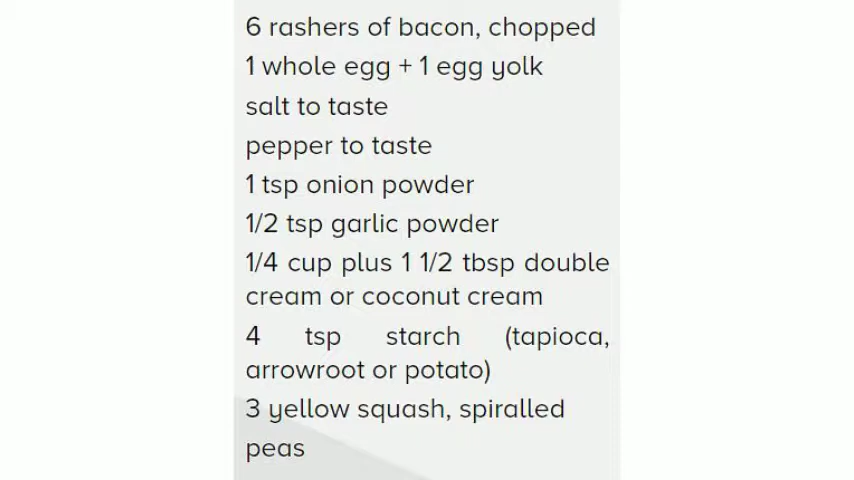 6 rashers of bacon, chopped
1 whole egg + 1 egg yolk
salt to taste
pepper to taste
1 tsp onion powder
1/2 tsp garlic powder
1/4 cup plus 1 1/2 tbsp double
cream or coconut cream
4 tsp starch (tapioca,
arrowroot or potato)
3 yellow squash, spiralled
peas